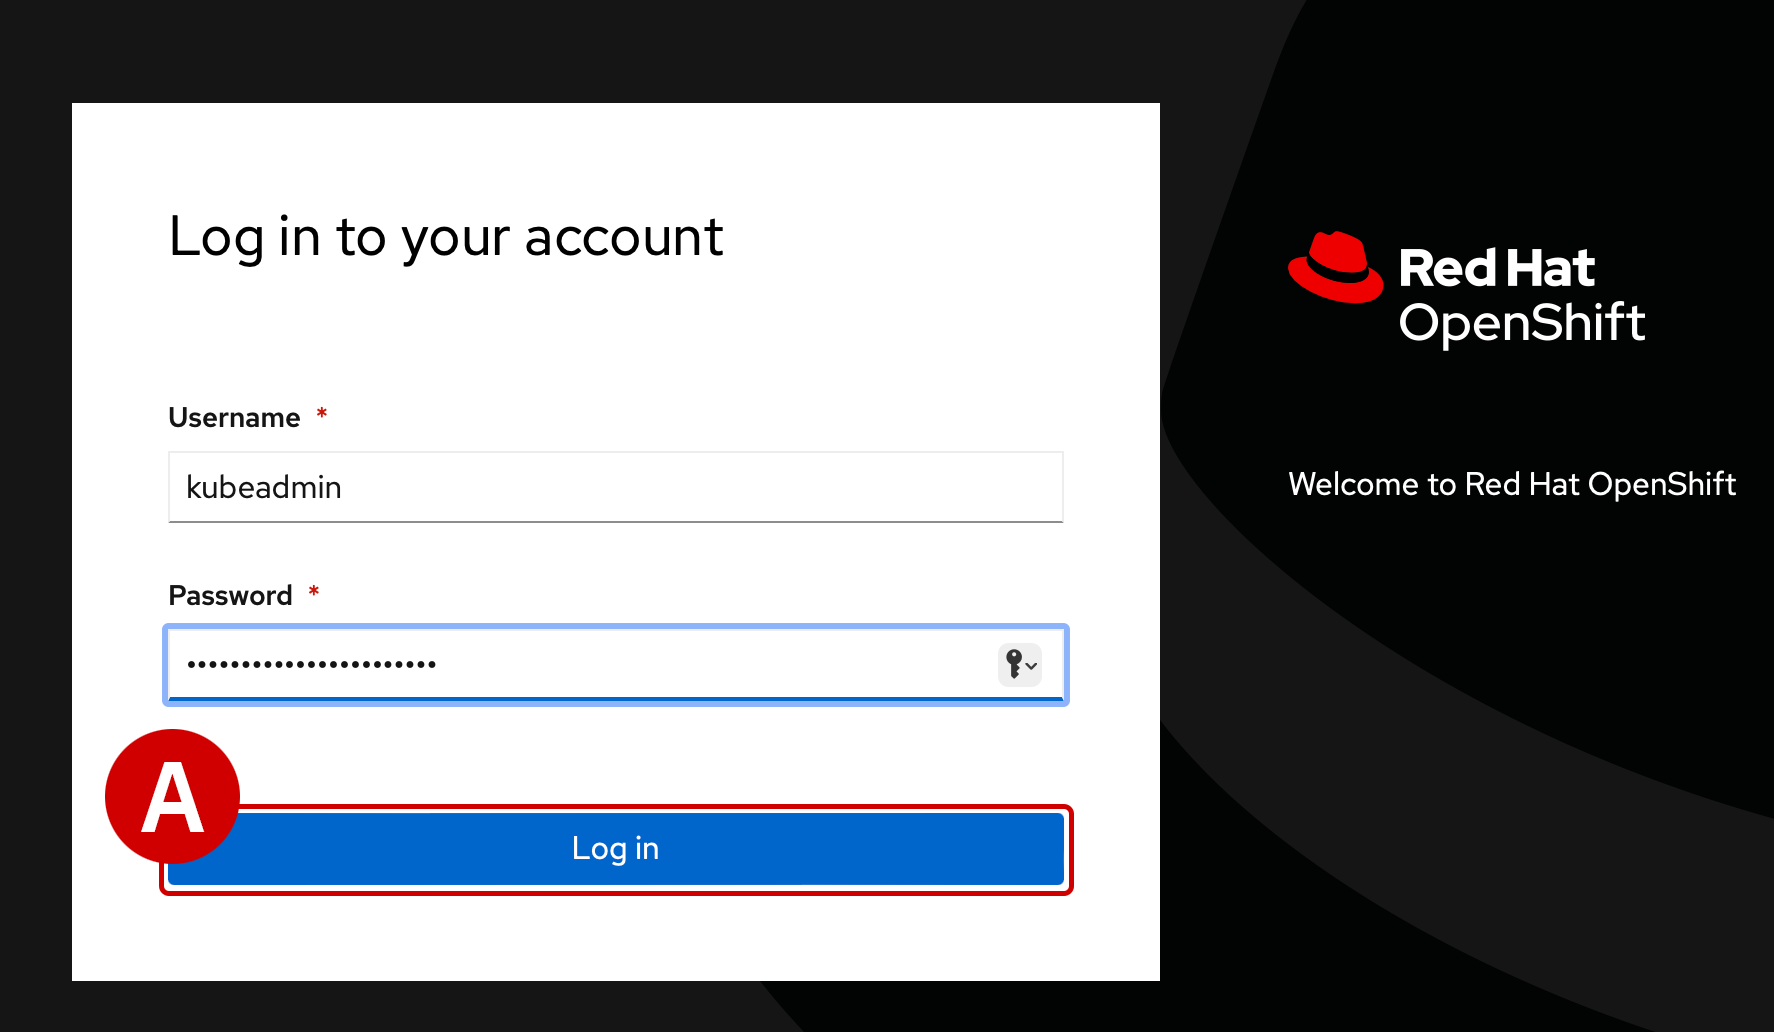 Log in to your account
Username *
kubeadmin
Password *
•••••••••••••••••••••••
A
Log in
Red Hat
OpenShift
Welcome to Red Hat OpenShift